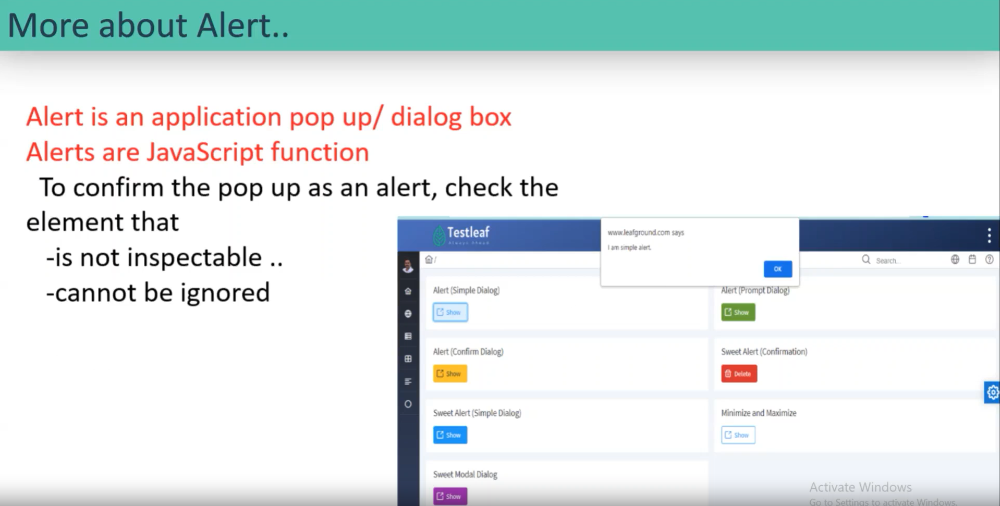 More about Alert..
Alert is an application pop up/ dialog box
Alerts are JavaScript function
To confirm the pop up as an alert, check the
element that
-is not inspectable ..
-cannot be ignored
Testleaf
Always Ahead
www.leafground.com says
I am simple alert.
OK
/
Search...
Alert (Simple Dialog)
Show
Alert (Prompt Dialog)
Show
Alert (Confirm Dialog)
Show
Sweet Alert (Confirmation)
Delete
Sweet Alert (Simple Dialog)
Show
Minimize and Maximize
Show
Sweet Modal Dialog
Show
Activate Windows
Go to Settings to activate Windows.